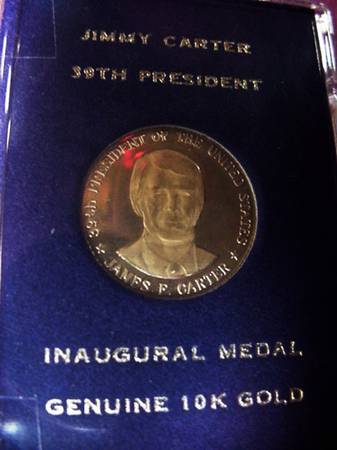 JIMMY CARTER
39TH PRESIDENT
39th PRESIDENT OF THE UNITED STATES
★ JAMES E. CARTER ★
INAUGURAL MEDAL
GENUINE 10K GOLD